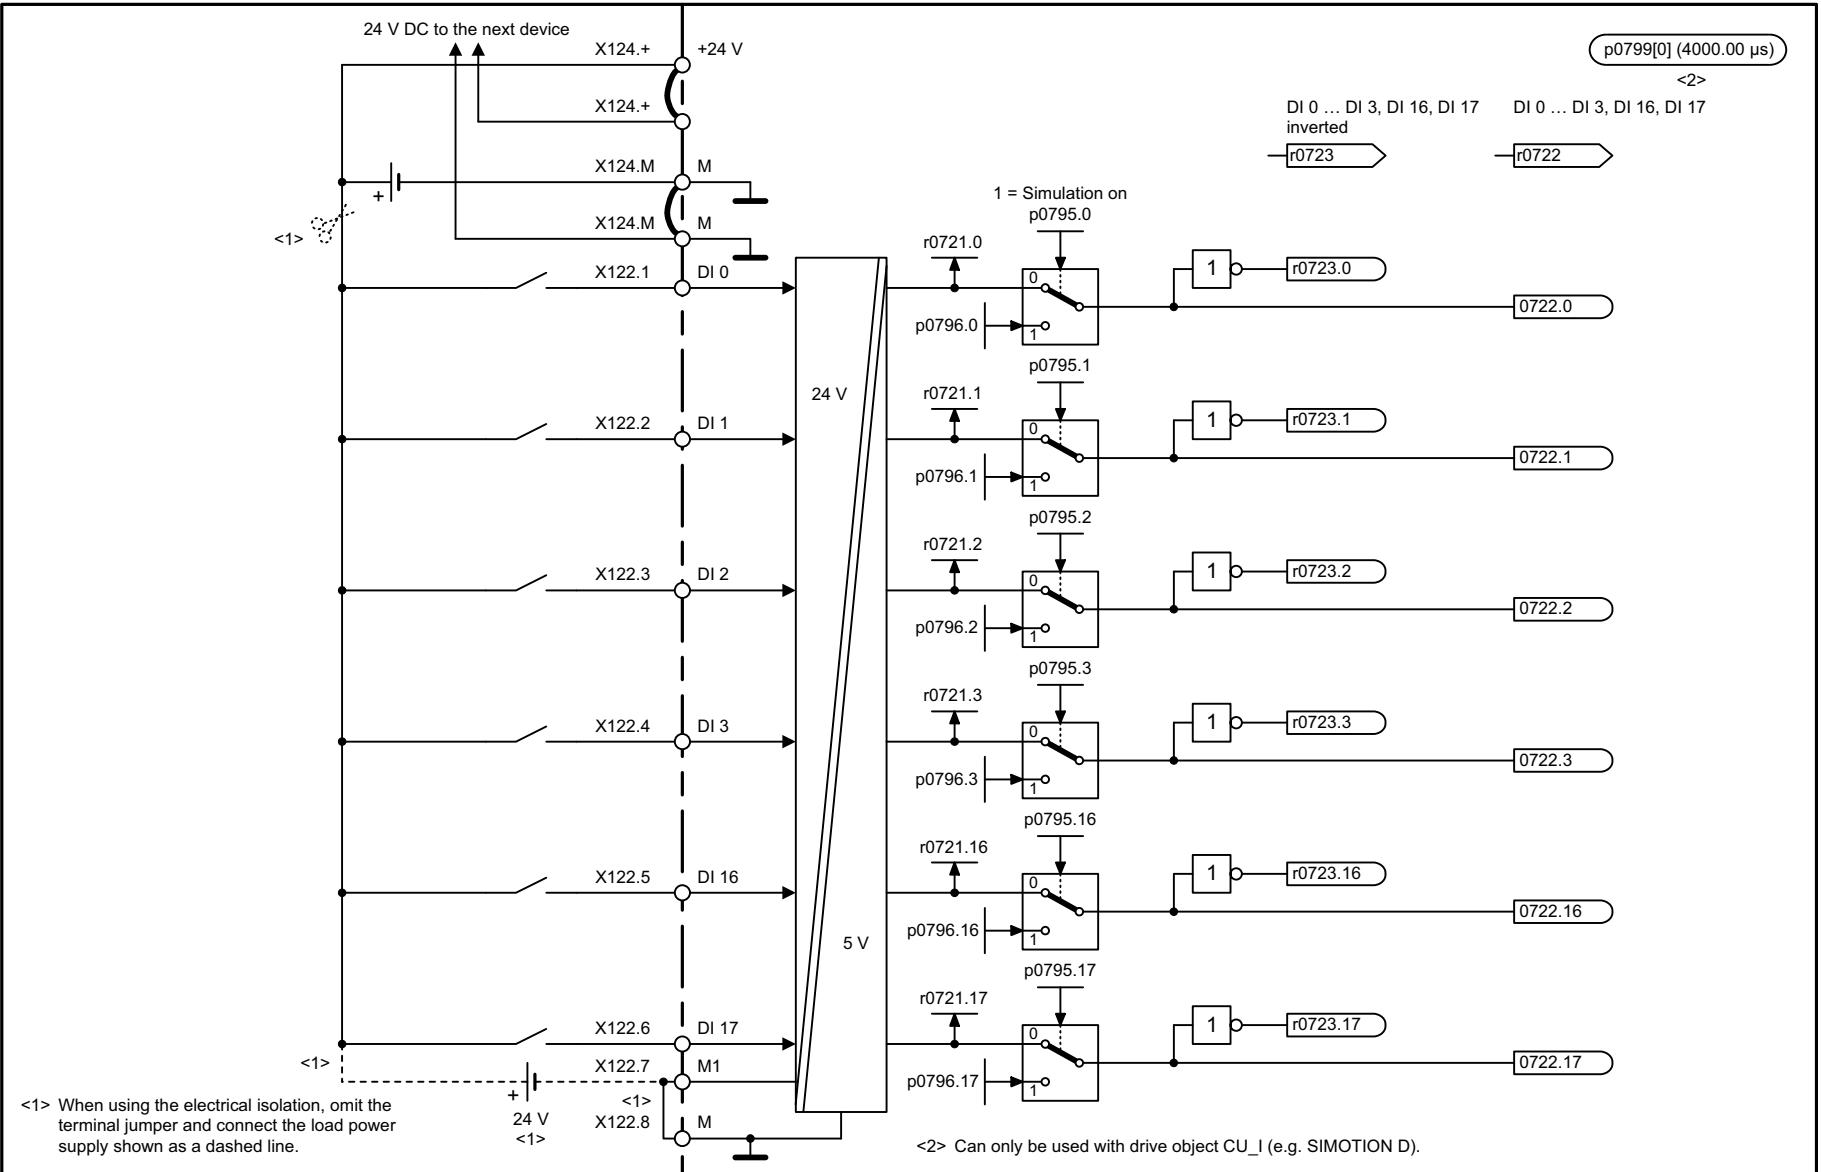 24 V DC to the next device
X124.+
+24 V
p0799[0] (4000.00 µs)
<2>
X124.+
DI 0 … DI 3, DI 16, DI 17
inverted
DI 0 … DI 3, DI 16, DI 17
r0723
r0722
X124.M
M
+
<1>
X124.M
M
1 = Simulation on
p0795.0
r0721.0
X122.1
DI 0
0
1
p0796.0
1
r0723.0
0722.0
p0795.1
24 V
r0721.1
X122.2
DI 1
0
1
p0796.1
1
r0723.1
0722.1
p0795.2
r0721.2
X122.3
DI 2
0
1
p0796.2
1
r0723.2
0722.2
p0795.3
r0721.3
X122.4
DI 3
0
1
p0796.3
1
r0723.3
0722.3
p0795.16
r0721.16
X122.5
DI 16
0
1
p0796.16
1
r0723.16
0722.16
5 V
p0795.17
r0721.17
X122.6
DI 17
0
1
p0796.17
1
r0723.17
0722.17
<1>
X122.7
M1
+
24 V
<1>
<1>
X122.8
M
<1> When using the electrical isolation, omit the
terminal jumper and connect the load power
supply shown as a dashed line.
<2> Can only be used with drive object CU_I (e.g. SIMOTION D).